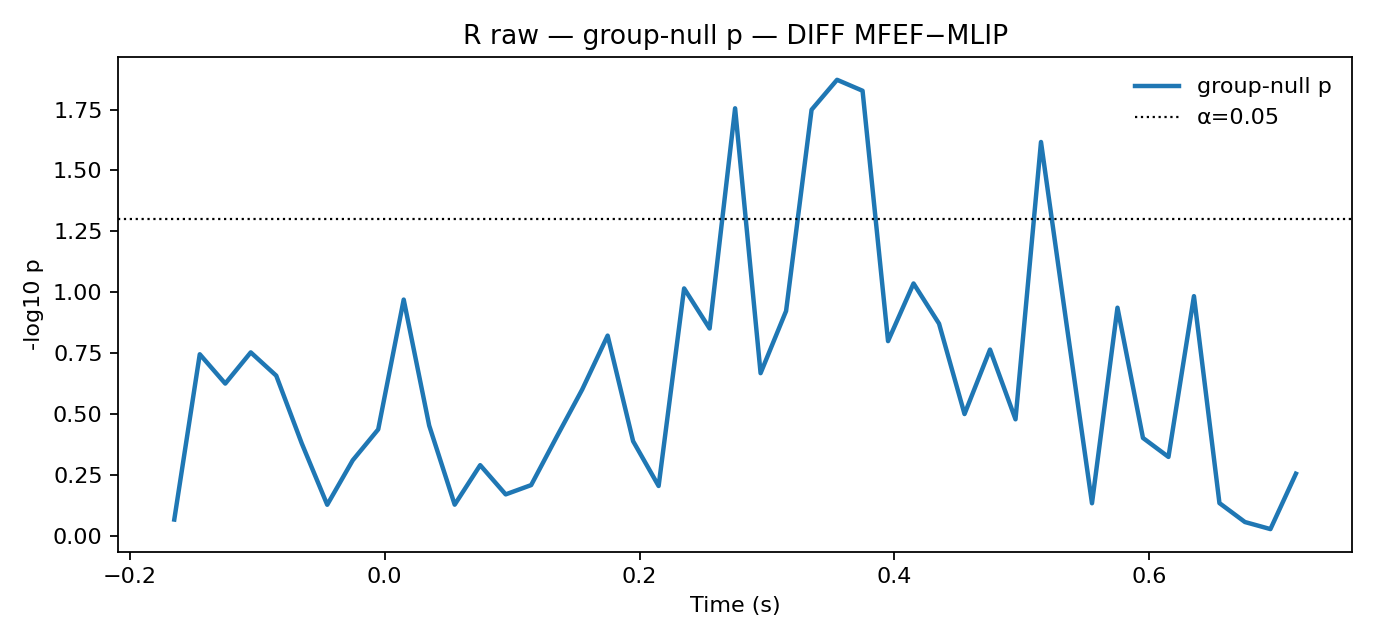 R raw — group-null p — DIFF MFEF−MLIP
group-null p
α=0.05
-log10 p
1.75
1.50
1.25
1.00
0.75
0.50
0.25
0.00
−0.2
0.0
0.2
0.4
0.6
Time (s)